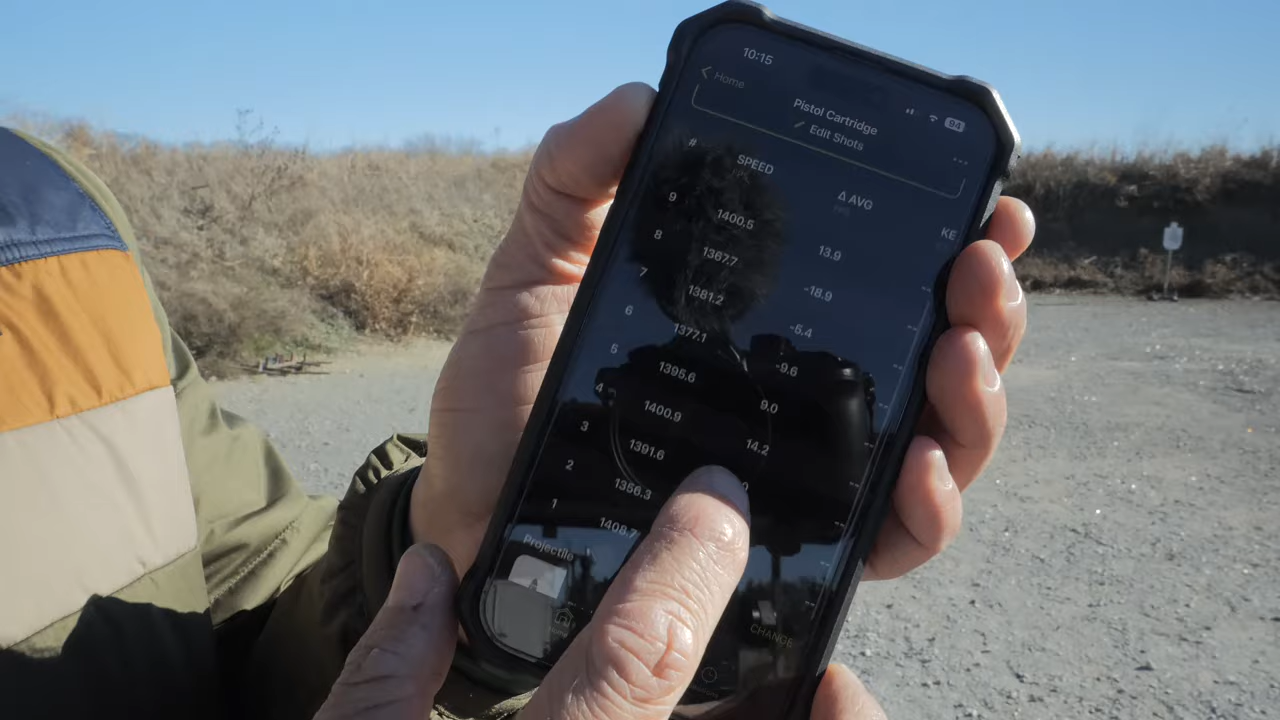 10:15
94
Home
Pistol Cartridge
Edit Shots
# SPEED Δ AVG KE
9 1400.5 13.9
8 1367.7 -18.9
7 1381.2 -5.4
6 1377.1 -9.6
5 1395.6 9.0
4 1400.9 14.2
3 1391.6
2 1356.3
1 1408.7
Projectile
CHANGE